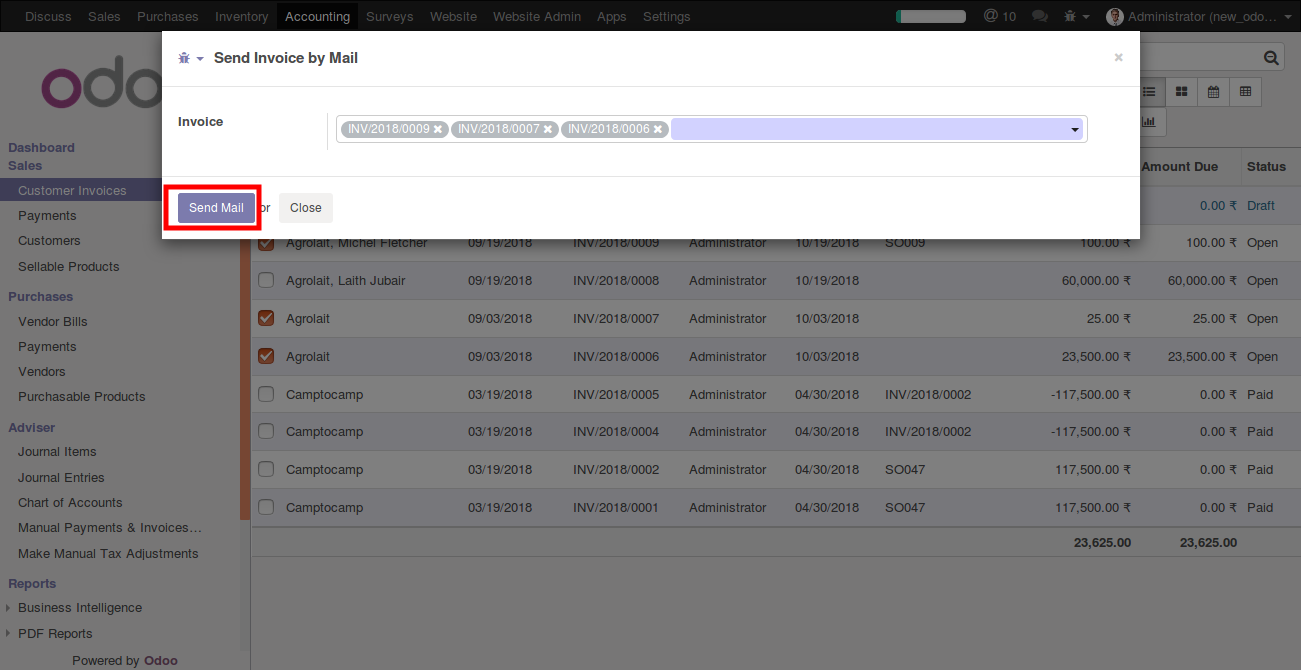 Discuss Sales Purchases Inventory Accounting Surveys Website Website Admin Apps Settings @ 10 Administrator (new_odo...
Send Invoice by Mail ×
odo
Invoice INV/2018/0009 ✖ INV/2018/0007 ✖ INV/2018/0006 ✖
Send Mail or Close
Dashboard
Sales
Customer Invoices
Payments
Customers
Sellable Products
Purchases
Vendor Bills
Payments
Vendors
Purchasable Products
Adviser
Journal Items
Journal Entries
Chart of Accounts
Manual Payments & Invoices...
Make Manual Tax Adjustments
Reports
Business Intelligence
PDF Reports
Powered by Odoo
Amount Due Status
0.00 ₹ Draft
Agrolait, Michel Fletcher 09/19/2018 INV/2018/0009 Administrator 10/19/2018 SO009 100.00 ₹ 100.00 ₹ Open
Agrolait, Laith Jubair 09/19/2018 INV/2018/0008 Administrator 10/19/2018 60,000.00 ₹ 60,000.00 ₹ Open
Agrolait 09/03/2018 INV/2018/0007 Administrator 10/03/2018 25.00 ₹ 25.00 ₹ Open
Agrolait 09/03/2018 INV/2018/0006 Administrator 10/03/2018 23,500.00 ₹ 23,500.00 ₹ Open
Camptocamp 03/19/2018 INV/2018/0005 Administrator 04/30/2018 INV/2018/0002 -117,500.00 ₹ 0.00 ₹ Paid
Camptocamp 03/19/2018 INV/2018/0004 Administrator 04/30/2018 INV/2018/0002 -117,500.00 ₹ 0.00 ₹ Paid
Camptocamp 03/19/2018 INV/2018/0002 Administrator 04/30/2018 SO047 117,500.00 ₹ 0.00 ₹ Paid
Camptocamp 03/19/2018 INV/2018/0001 Administrator 04/30/2018 SO047 117,500.00 ₹ 0.00 ₹ Paid
23,625.00 23,625.00